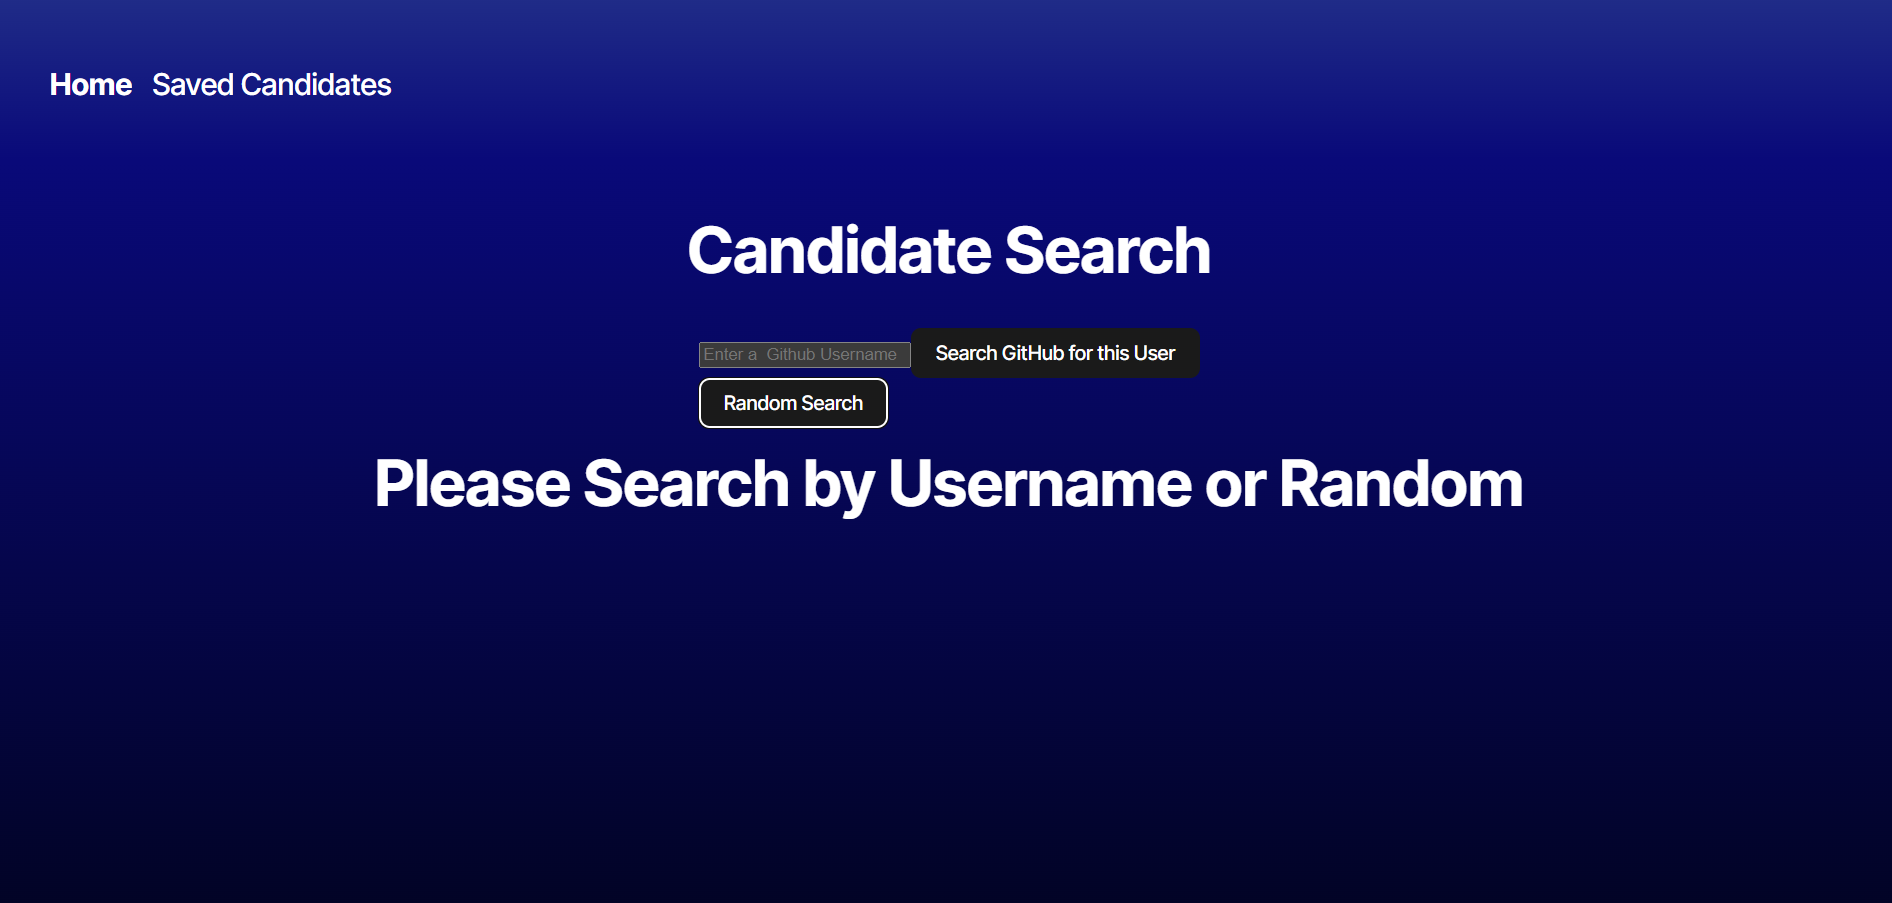 Home Saved Candidates
Candidate Search
Enter a  Github Username Search GitHub for this User
Random Search
Please Search by Username or Random